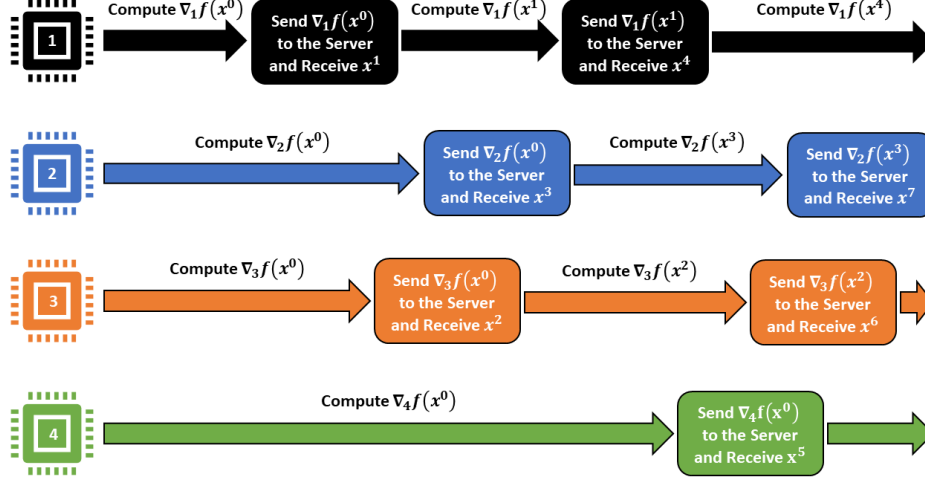 Compute ∇₁f(x⁰)
Compute ∇₁f(x¹)
Compute ∇₁f(x⁴)
1
Send ∇₁f(x⁰)
to the Server
and Receive x¹
Send ∇₁f(x¹)
to the Server
and Receive x⁴
Compute ∇₂f(x⁰)
Compute ∇₂f(x³)
2
Send ∇₂f(x⁰)
to the Server
and Receive x³
Send ∇₂f(x³)
to the Server
and Receive x⁷
Compute ∇₃f(x⁰)
Compute ∇₃f(x²)
3
Send ∇₃f(x⁰)
to the Server
and Receive x²
Send ∇₃f(x²)
to the Server
and Receive x⁶
Compute ∇₄f(x⁰)
4
Send ∇₄f(x⁰)
to the Server
and Receive x⁵